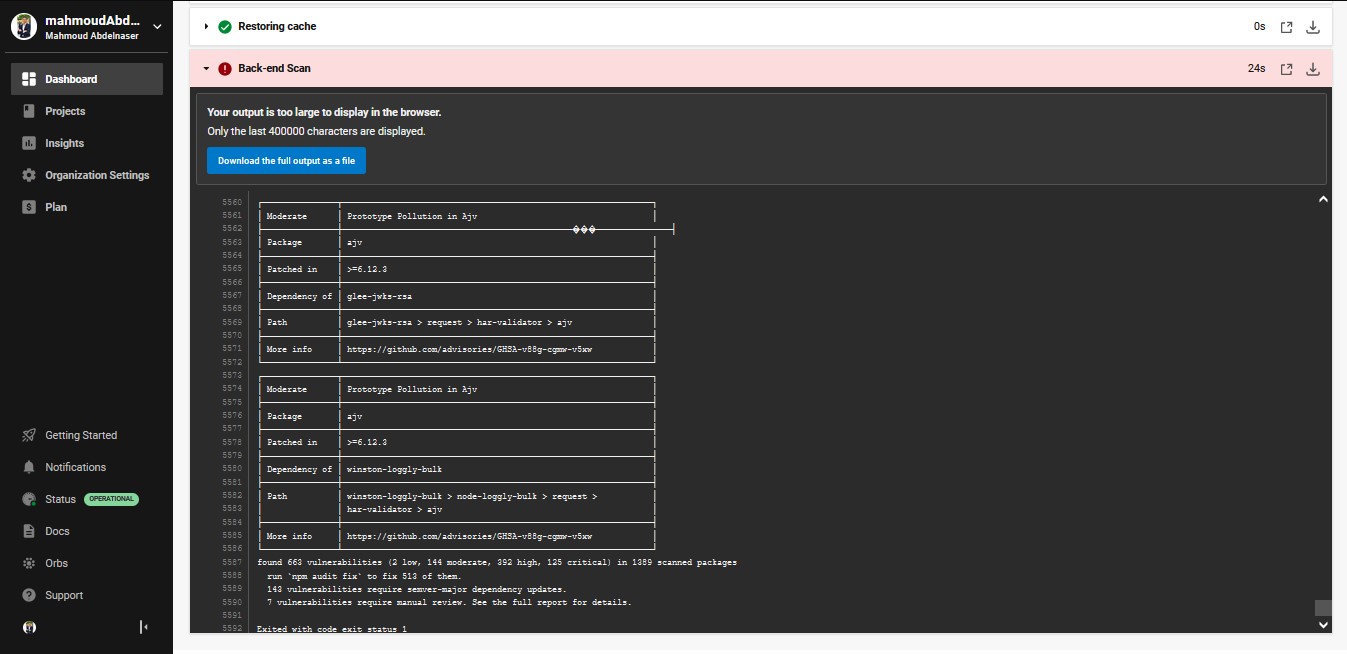 mahmoudAbd...
Mahmoud Abdelnaser
Dashboard
Projects
Insights
Organization Settings
Plan
Getting Started
Notifications
Status OPERATIONAL
Docs
Orbs
Support
Restoring cache 0s
Back-end Scan 24s
Your output is too large to display in the browser.
Only the last 400000 characters are displayed.
Download the full output as a file
5560
5561 Moderate Prototype Pollution in Ajv
5562 ���
5563 Package ajv
5564
5565 Patched in >=6.12.3
5566
5567 Dependency of glee-jwks-rsa
5568
5569 Path glee-jwks-rsa > request > har-validator > ajv
5570
5571 More info https://github.com/advisories/GHSA-v88g-cgmw-v5xw
5572
5573
5574 Moderate Prototype Pollution in Ajv
5575
5576 Package ajv
5577
5578 Patched in >=6.12.3
5579
5580 Dependency of winston-loggly-bulk
5581
5582 Path winston-loggly-bulk > node-loggly-bulk > request >
5583 har-validator > ajv
5584
5585 More info https://github.com/advisories/GHSA-v88g-cgmw-v5xw
5586
5587 found 663 vulnerabilities (2 low, 144 moderate, 392 high, 125 critical) in 1389 scanned packages
5588 run `npm audit fix` to fix 513 of them.
5589 143 vulnerabilities require semver-major dependency updates.
5590 7 vulnerabilities require manual review. See the full report for details.
5591
5592 Exited with code exit status 1